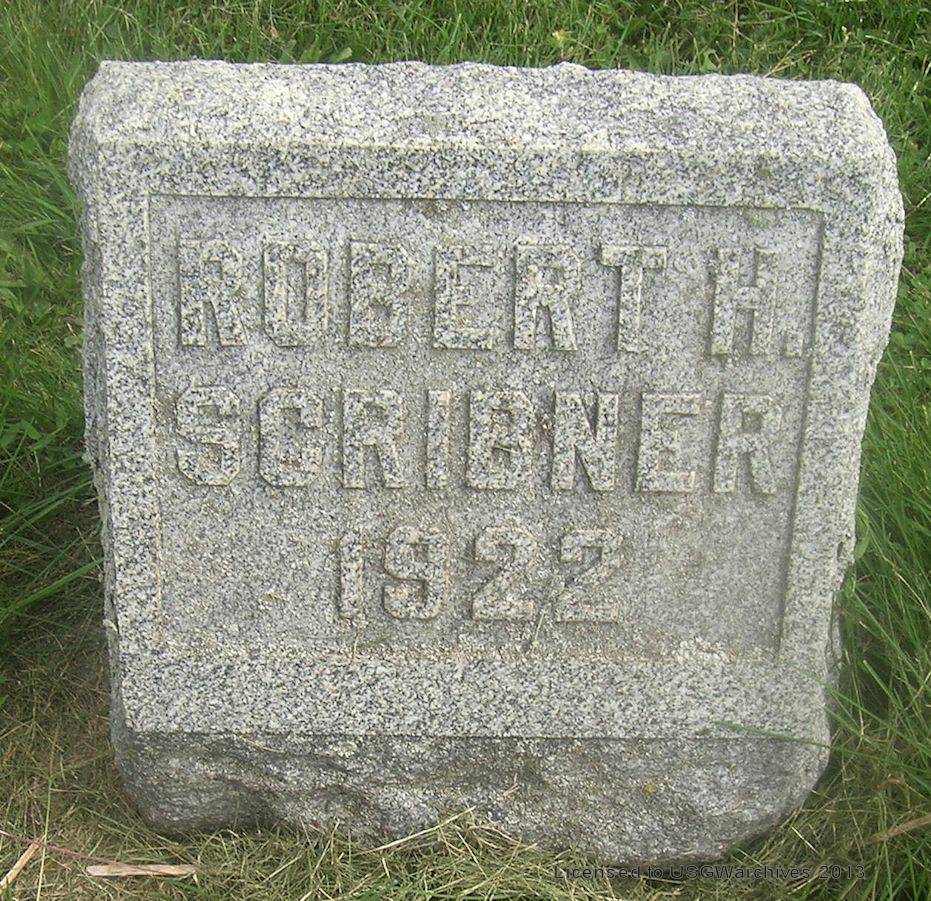 ROBERT H.
SCRIBNER
1922
Licensed to USGWarchives 2013